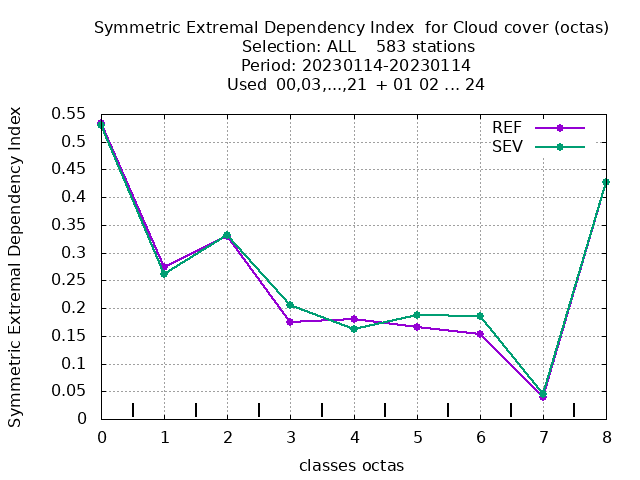 Symmetric Extremal Dependency Index  for Cloud cover (octas)
Selection: ALL    583 stations
Period: 20230114-20230114
Used  00,03,...,21  + 01 02 ... 24
Symmetric Extremal Dependency Index
0.55
0.5
0.45
0.4
0.35
0.3
0.25
0.2
0.15
0.1
0.05
0
REF
SEV
0 1 2 3 4 5 6 7 8
classes octas